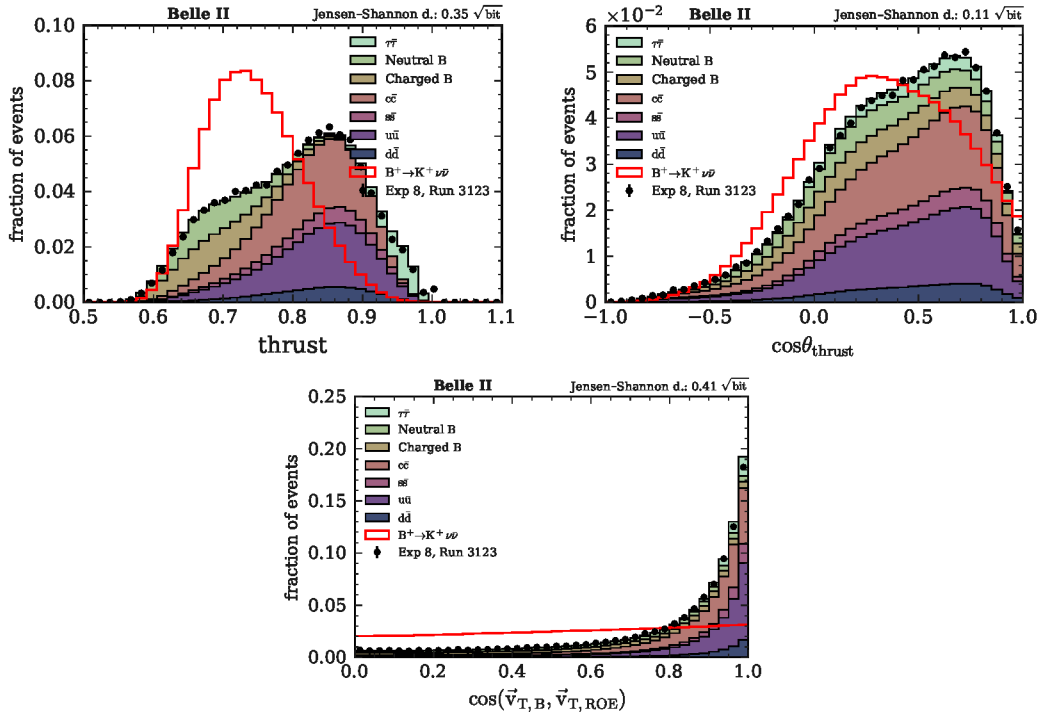 Belle II
Jensen-Shannon d.: 0.35 √bit
fraction of events
0.10
0.08
0.06
0.04
0.02
0.00
ττ̄
Neutral B
Charged B
cc̄
ss̄
uū
dd̄
B⁺→K⁺νν̄
Exp 8, Run 3123
0.5 0.6 0.7 0.8 0.9 1.0 1.1
thrust
×10⁻²
Belle II
Jensen-Shannon d.: 0.11 √bit
fraction of events
5
4
3
2
1
0
ττ̄
Neutral B
Charged B
cc̄
ss̄
uū
dd̄
B⁺→K⁺νν̄
Exp 8, Run 3123
−1.0 −0.5 0.0 0.5 1.0
cosθthrust
Belle II
Jensen-Shannon d.: 0.41 √bit
fraction of events
0.25
0.20
0.15
0.10
0.05
0.00
ττ̄
Neutral B
Charged B
cc̄
ss̄
uū
dd̄
B⁺→K⁺νν̄
Exp 8, Run 3123
0.0 0.2 0.4 0.6 0.8 1.0
cos(v⃗T, B, v⃗T, ROE)